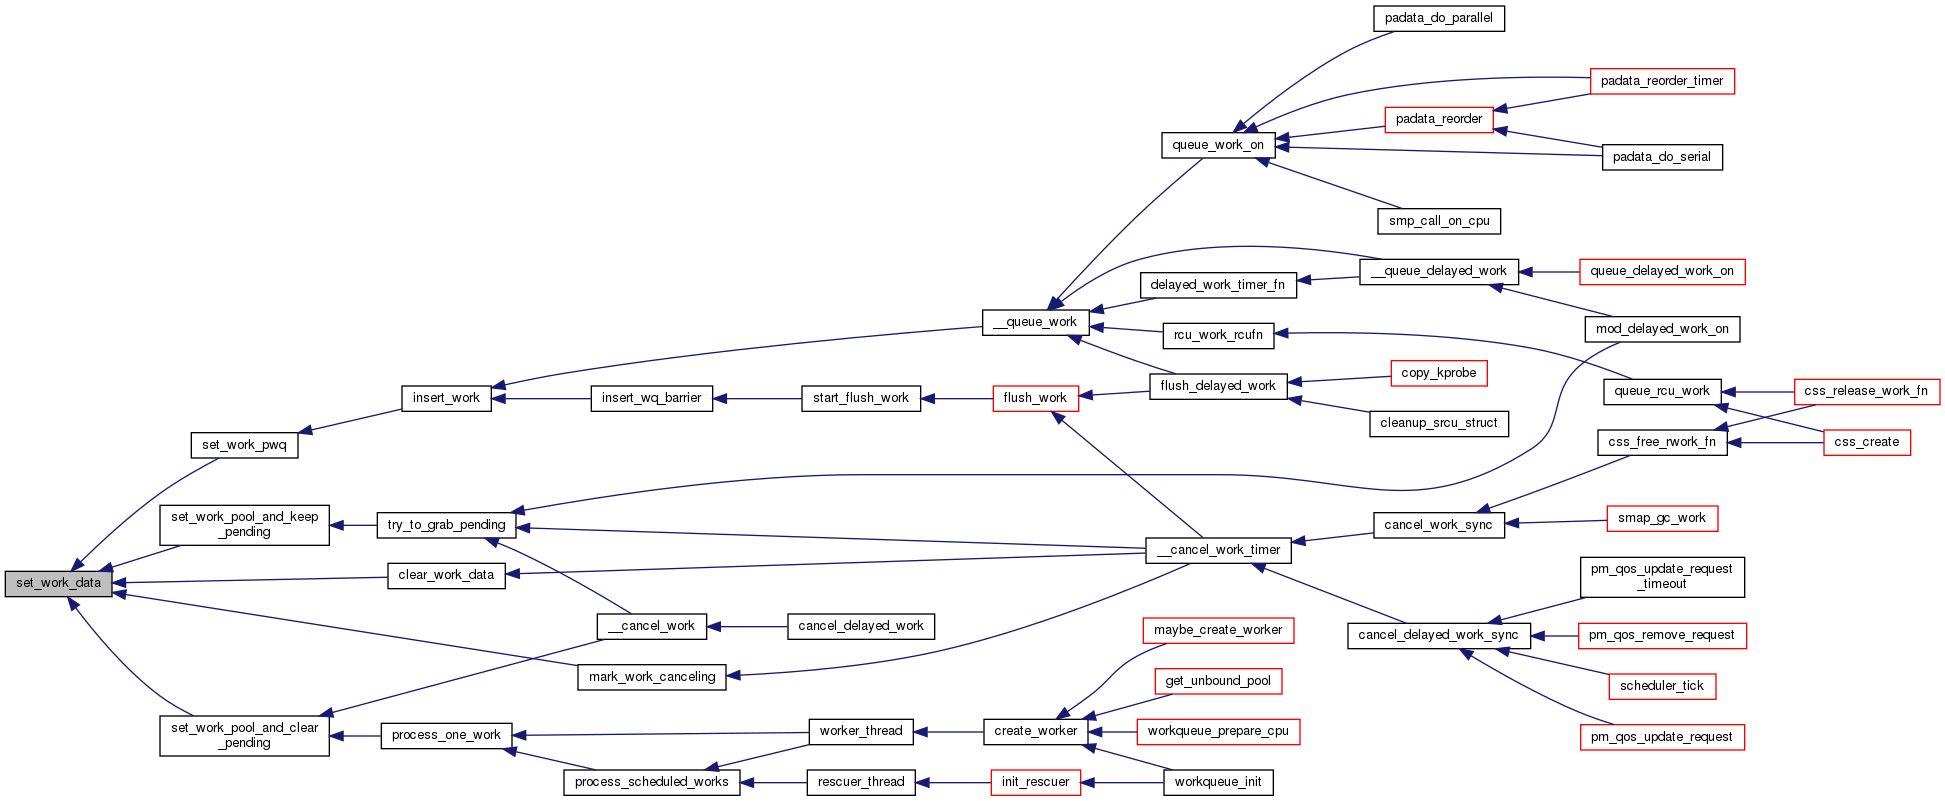 padata_do_parallel
padata_reorder_timer
padata_reorder
queue_work_on
padata_do_serial
smp_call_on_cpu
__queue_delayed_work
queue_delayed_work_on
delayed_work_timer_fn
__queue_work
mod_delayed_work_on
rcu_work_rcufn
copy_kprobe
flush_delayed_work
queue_rcu_work
css_release_work_fn
insert_work
insert_wq_barrier
start_flush_work
flush_work
cleanup_srcu_struct
set_work_pwq
css_free_rwork_fn
css_create
set_work_pool_and_keep
_pending
try_to_grab_pending
cancel_work_sync
smap_gc_work
__cancel_work_timer
set_work_data
clear_work_data
pm_qos_update_request
_timeout
__cancel_work
cancel_delayed_work
maybe_create_worker
cancel_delayed_work_sync
pm_qos_remove_request
mark_work_canceling
get_unbound_pool
scheduler_tick
set_work_pool_and_clear
_pending
process_one_work
worker_thread
create_worker
workqueue_prepare_cpu
pm_qos_update_request
process_scheduled_works
rescuer_thread
init_rescuer
workqueue_init